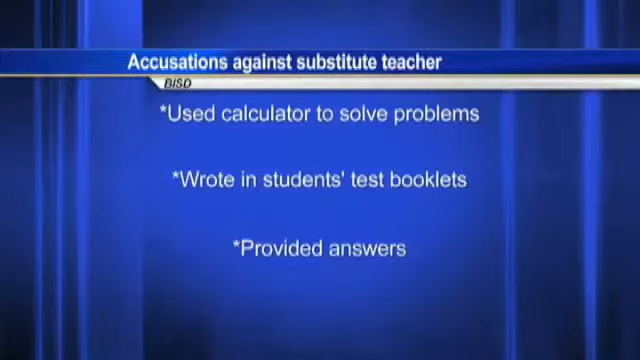 Accusations against substitute teacher
BISD
*Used calculator to solve problems
*Wrote in students' test booklets
*Provided answers